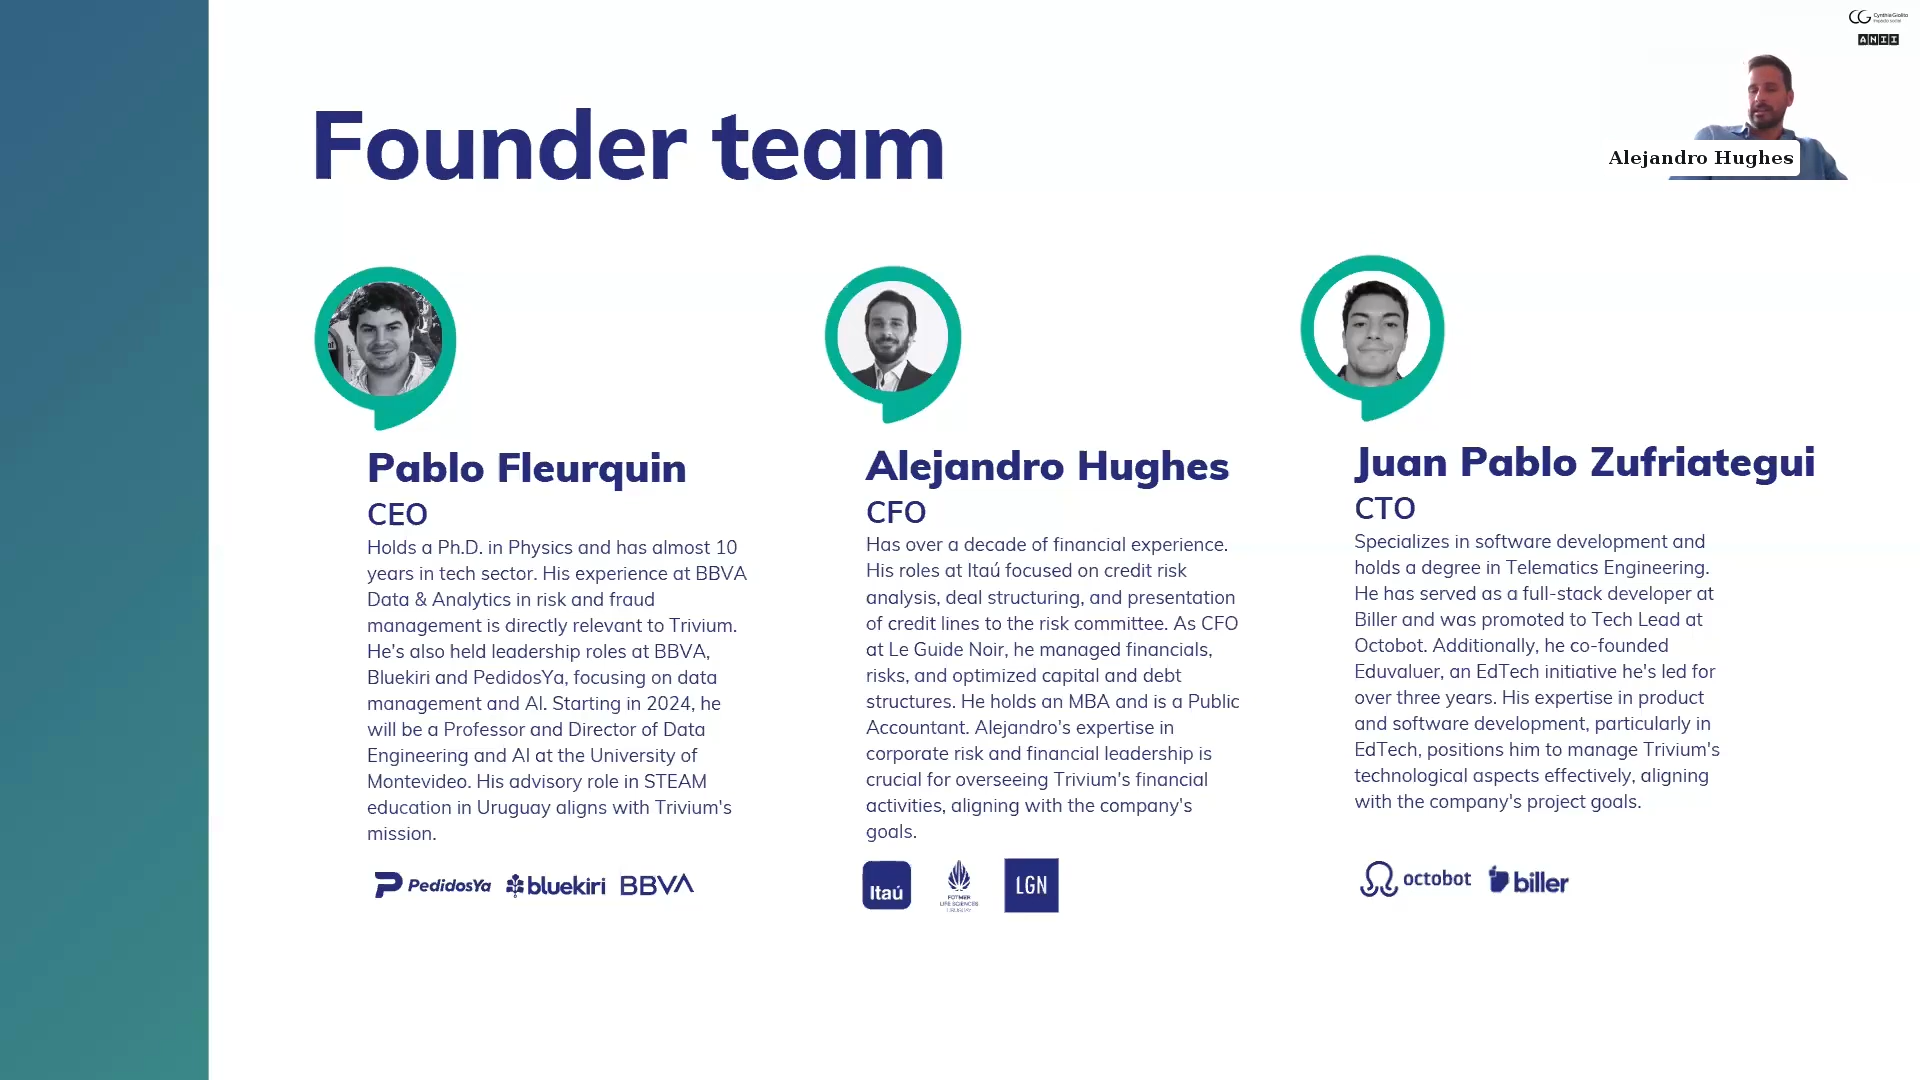 CG Cynthia Giolito
impacto social
ANII
Alejandro Hughes
Founder team
Pablo Fleurquin
CEO
Holds a Ph.D. in Physics and has almost 10
years in tech sector. His experience at BBVA
Data & Analytics in risk and fraud
management is directly relevant to Trivium.
He's also held leadership roles at BBVA,
Bluekiri and PedidosYa, focusing on data
management and AI. Starting in 2024, he
will be a Professor and Director of Data
Engineering and AI at the University of
Montevideo. His advisory role in STEAM
education in Uruguay aligns with Trivium's
mission.
PedidosYa bluekiri BBVA
Alejandro Hughes
CFO
Has over a decade of financial experience.
His roles at Itaú focused on credit risk
analysis, deal structuring, and presentation
of credit lines to the risk committee. As CFO
at Le Guide Noir, he managed financials,
risks, and optimized capital and debt
structures. He holds an MBA and is a Public
Accountant. Alejandro's expertise in
corporate risk and financial leadership is
crucial for overseeing Trivium's financial
activities, aligning with the company's
goals.
Itaú
FOTMER
LIFE SCIENCES
URUGUAY
LGN
Juan Pablo Zufriategui
CTO
Specializes in software development and
holds a degree in Telematics Engineering.
He has served as a full-stack developer at
Biller and was promoted to Tech Lead at
Octobot. Additionally, he co-founded
Eduvaluer, an EdTech initiative he's led for
over three years. His expertise in product
and software development, particularly in
EdTech, positions him to manage Trivium's
technological aspects effectively, aligning
with the company's project goals.
octobot biller